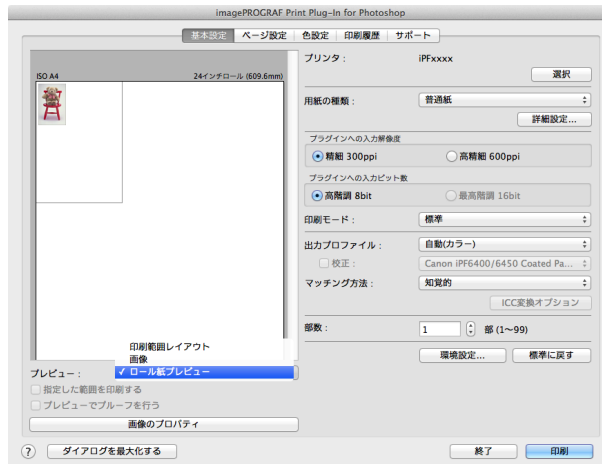 imagePROGRAF Print Plug-In for Photoshop
基本設定 ページ設定 色設定 印刷履歴 サポート
ISO A4 24インチロール (609.6mm)
印刷範囲レイアウト
画像
プレビュー： ✓ ロール紙プレビュー
指定した範囲を印刷する
プレビューでプルーフを行う
画像のプロパティ
プリンタ： iPFxxxx
選択
用紙の種類： 普通紙
詳細設定...
プラグインへの入力解像度
精細 300ppi 高精細 600ppi
プラグインへの入力ビット数
高階調 8bit 最高階調 16bit
印刷モード： 標準
出力プロファイル： 自動(カラー)
校正： Canon iPF6400/6450 Coated Pa...
マッチング方法： 知覚的
ICC変換オプション
部数： 1 部 (1〜99)
環境設定... 標準に戻す
? ダイアログを最大化する 終了 印刷